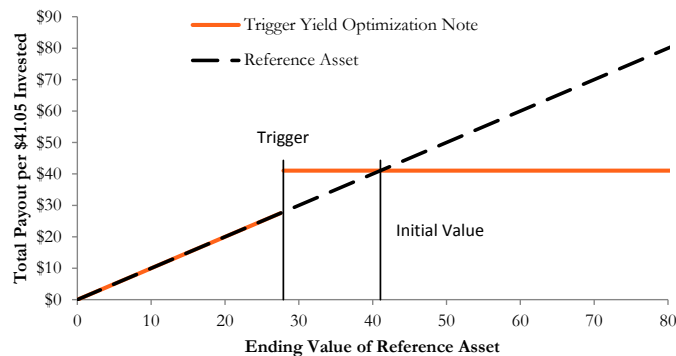 $90
$80
$70
$60
$50
$40
$30
$20
$10
$0
Total Payout per $41.05 Invested
Trigger Yield Optimization Note
Reference Asset
Trigger
Initial Value
0 10 20 30 40 50 60 70 80
Ending Value of Reference Asset